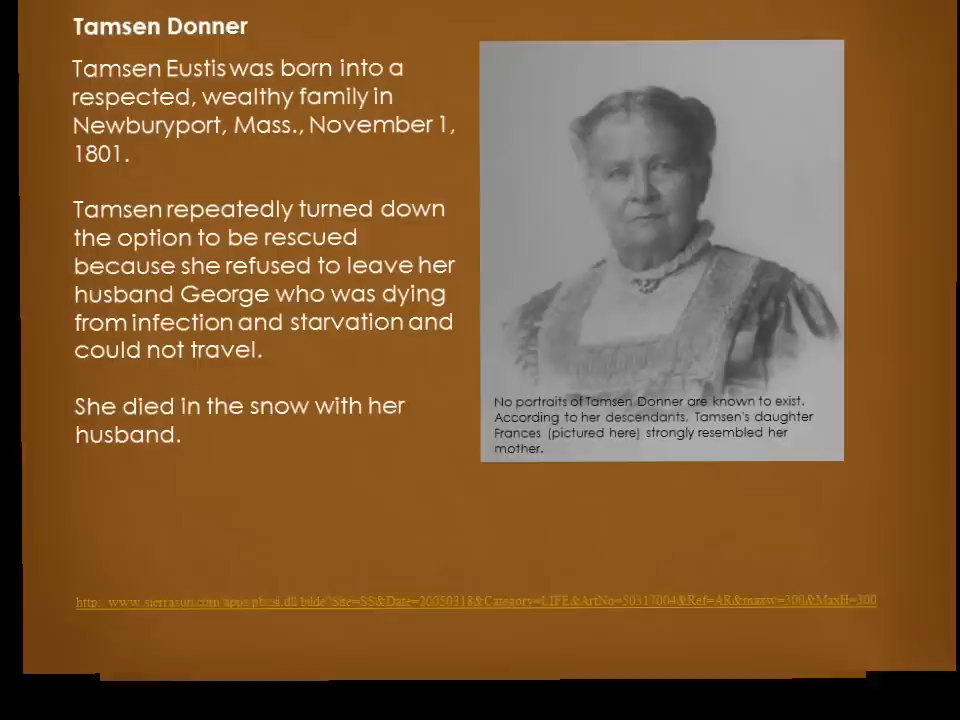 Tamsen Donner
Tamsen Eustis was born into a
respected, wealthy family in
Newburyport, Mass., November 1,
1801.
Tamsen repeatedly turned down
the option to be rescued
because she refused to leave her
husband George who was dying
from infection and starvation and
could not travel.
She died in the snow with her
husband.
No portraits of Tamsen Donner are known to exist.
According to her descendants, Tamsen's daughter
Frances (pictured here) strongly resembled her
mother.